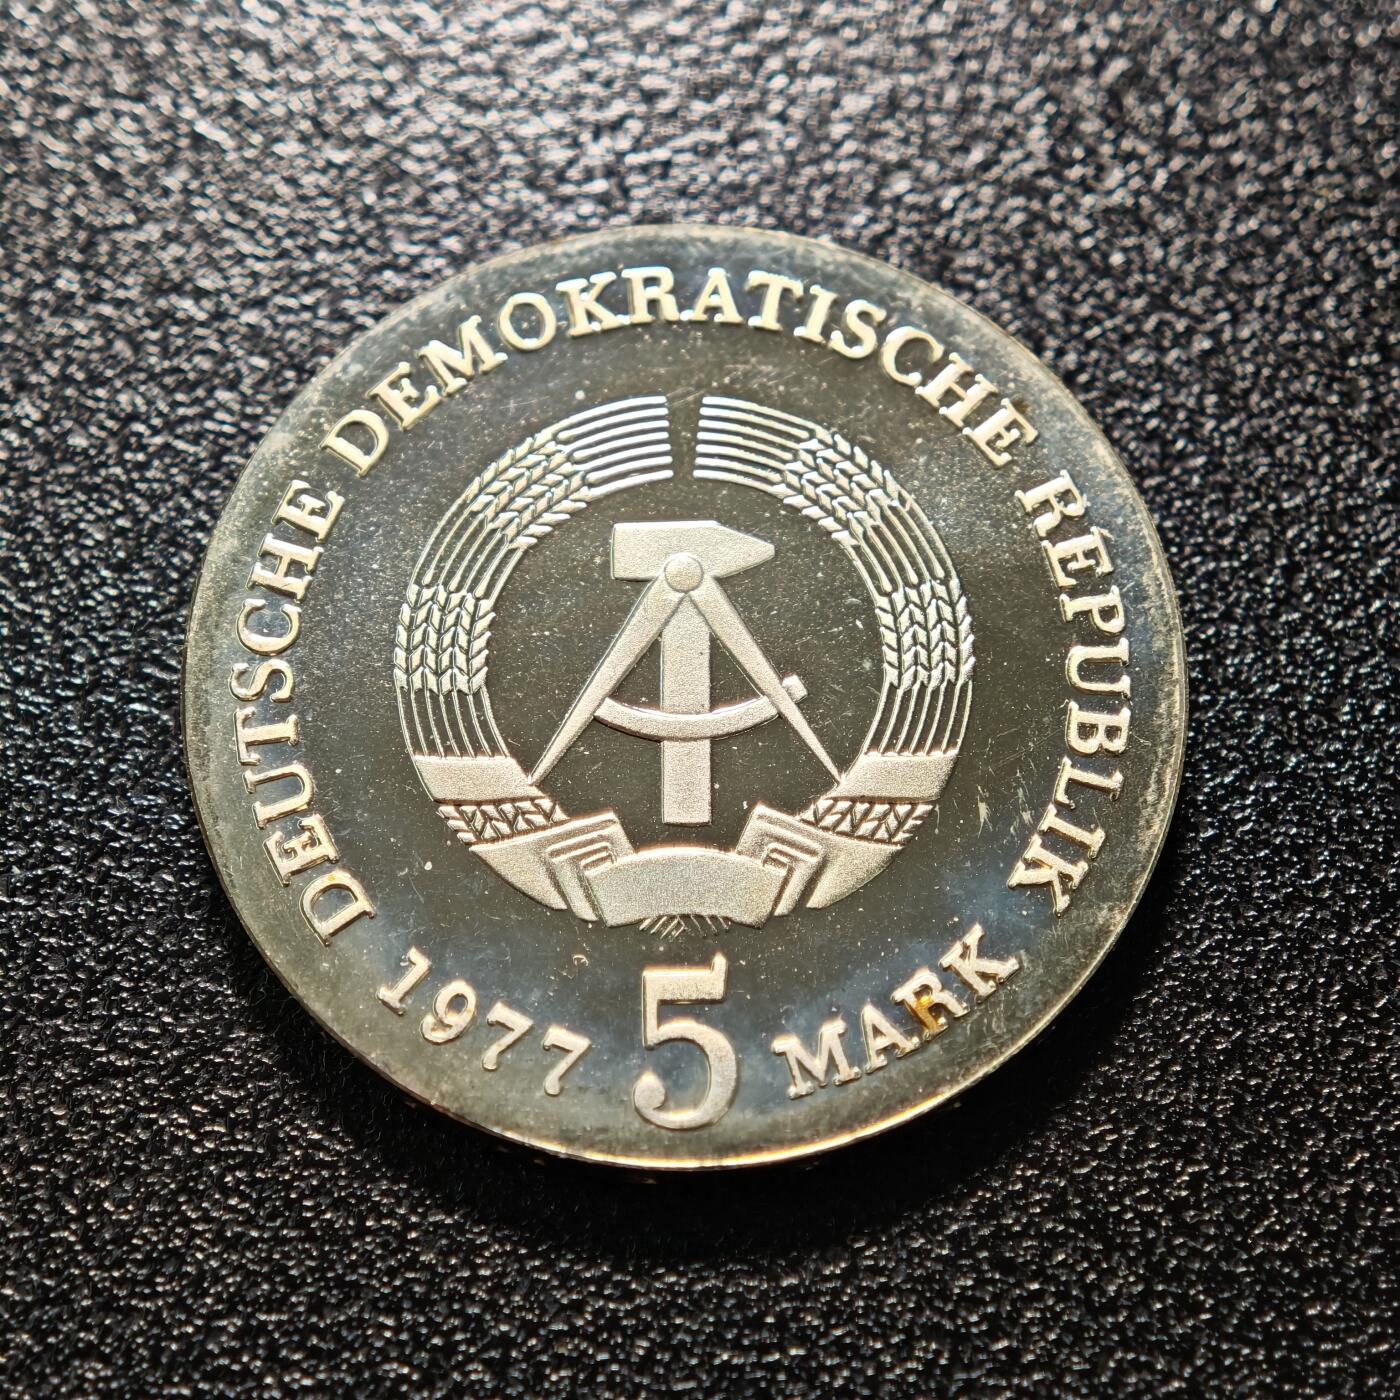 DEUTSCHE DEMOKRATISCHE REPUBLIK
1977 5 MARK